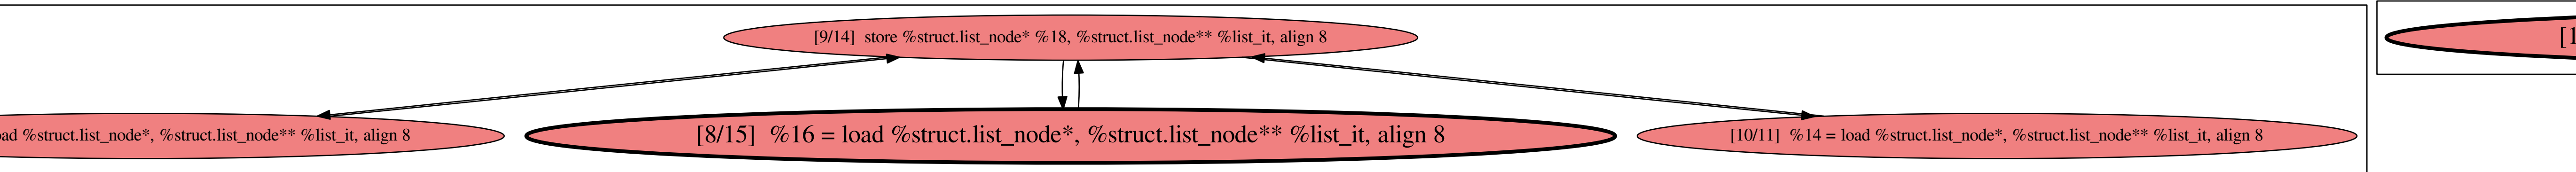 [9/14] store %struct.list_node* %18, %struct.list_node** %list_it, align 8
%struct.list_node*, %struct.list_node** %list_it, align 8
[8/15] %16 = load %struct.list_node*, %struct.list_node** %list_it, align 8
[10/11] %14 = load %struct.list_node*, %struct.list_node** %list_it, align 8